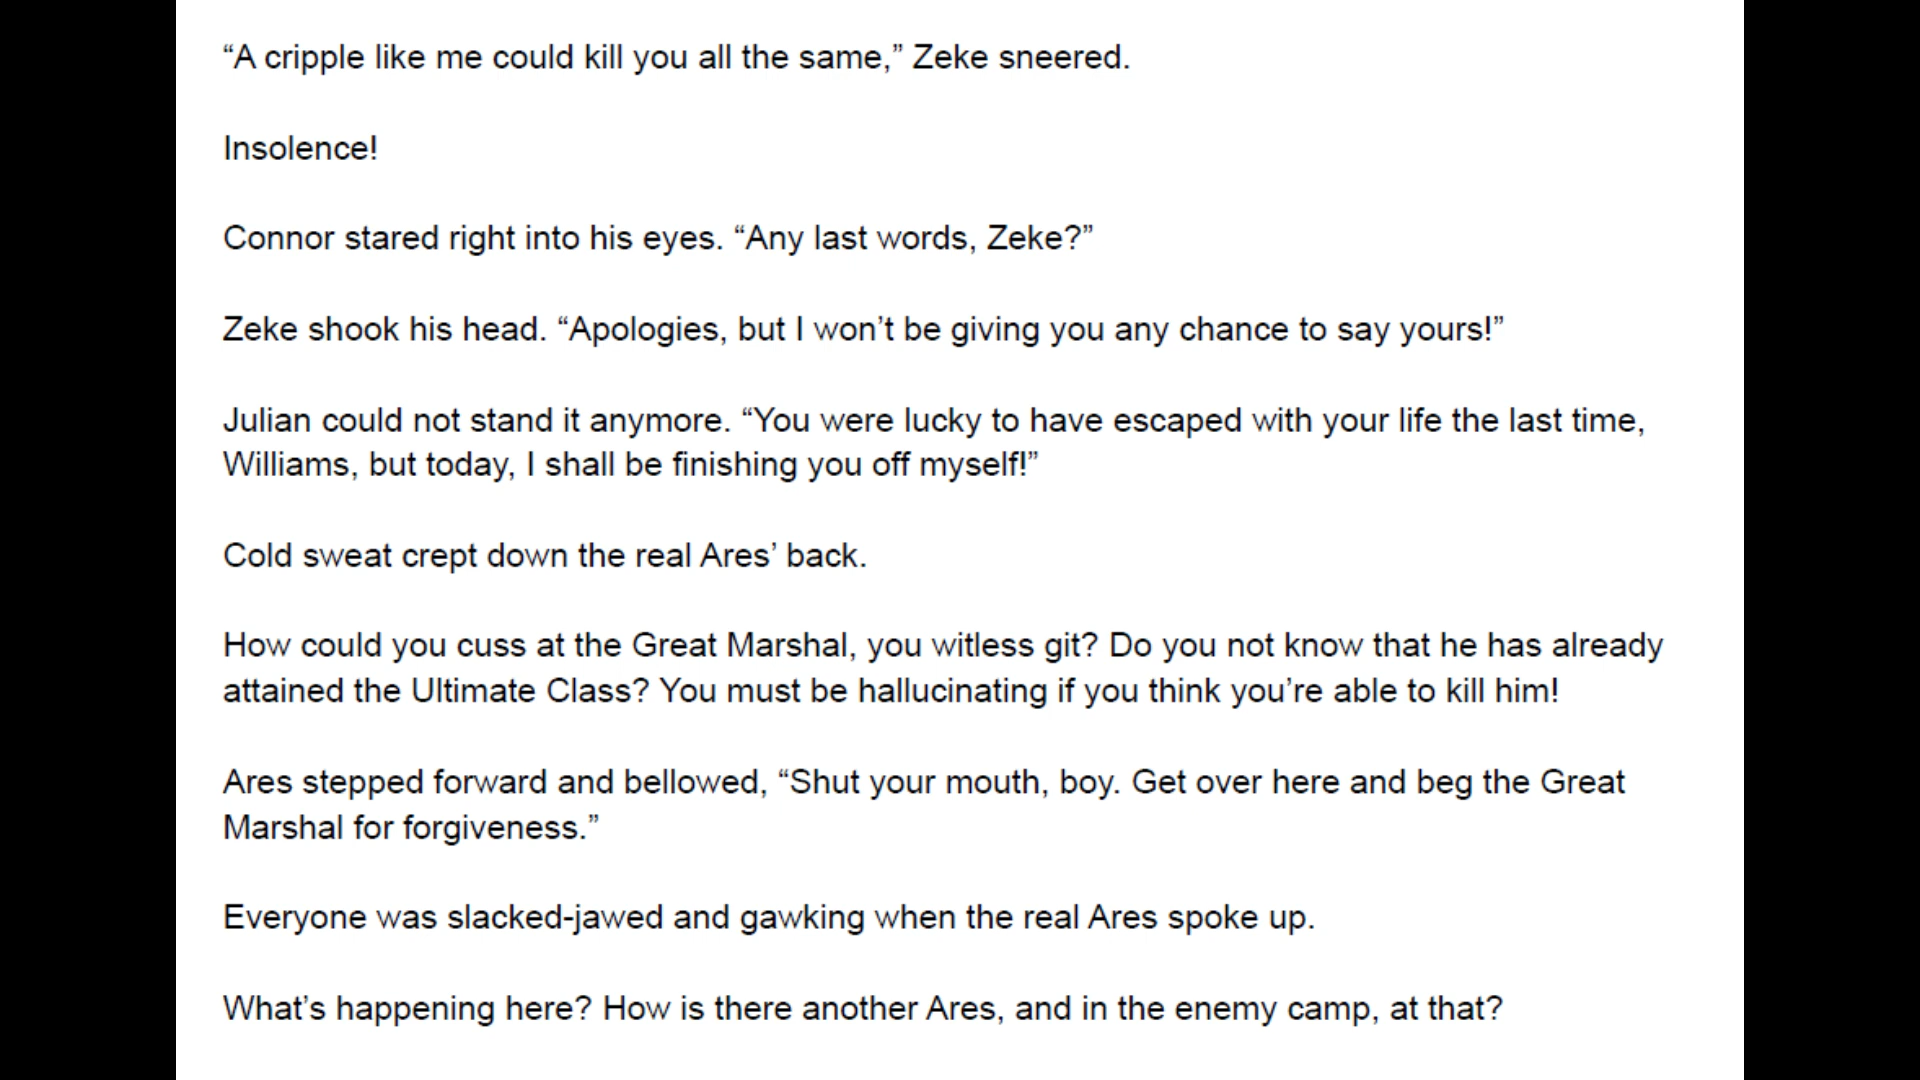 “A cripple like me could kill you all the same,” Zeke sneered.
Insolence!
Connor stared right into his eyes. “Any last words, Zeke?”
Zeke shook his head. “Apologies, but I won’t be giving you any chance to say yours!”
Julian could not stand it anymore. “You were lucky to have escaped with your life the last time,
Williams, but today, I shall be finishing you off myself!”
Cold sweat crept down the real Ares’ back.
How could you cuss at the Great Marshal, you witless git? Do you not know that he has already
attained the Ultimate Class? You must be hallucinating if you think you’re able to kill him!
Ares stepped forward and bellowed, “Shut your mouth, boy. Get over here and beg the Great
Marshal for forgiveness.”
Everyone was slacked-jawed and gawking when the real Ares spoke up.
What’s happening here? How is there another Ares, and in the enemy camp, at that?